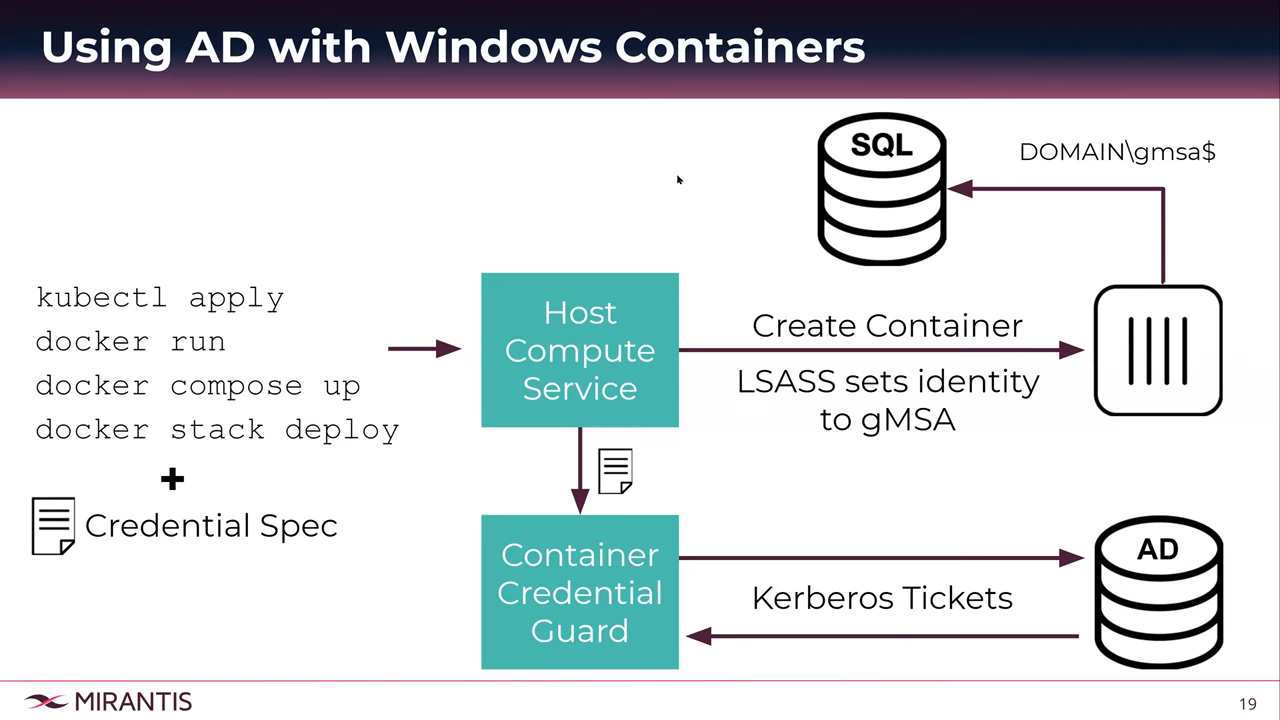 Using AD with Windows Containers
SQL
DOMAIN\gmsa$
kubectl apply
docker run
docker compose up
docker stack deploy
+
Credential Spec
Host
Compute
Service
Create Container
LSASS sets identity
to gMSA
Container
Credential
Guard
Kerberos Tickets
AD
MIRANTIS
19